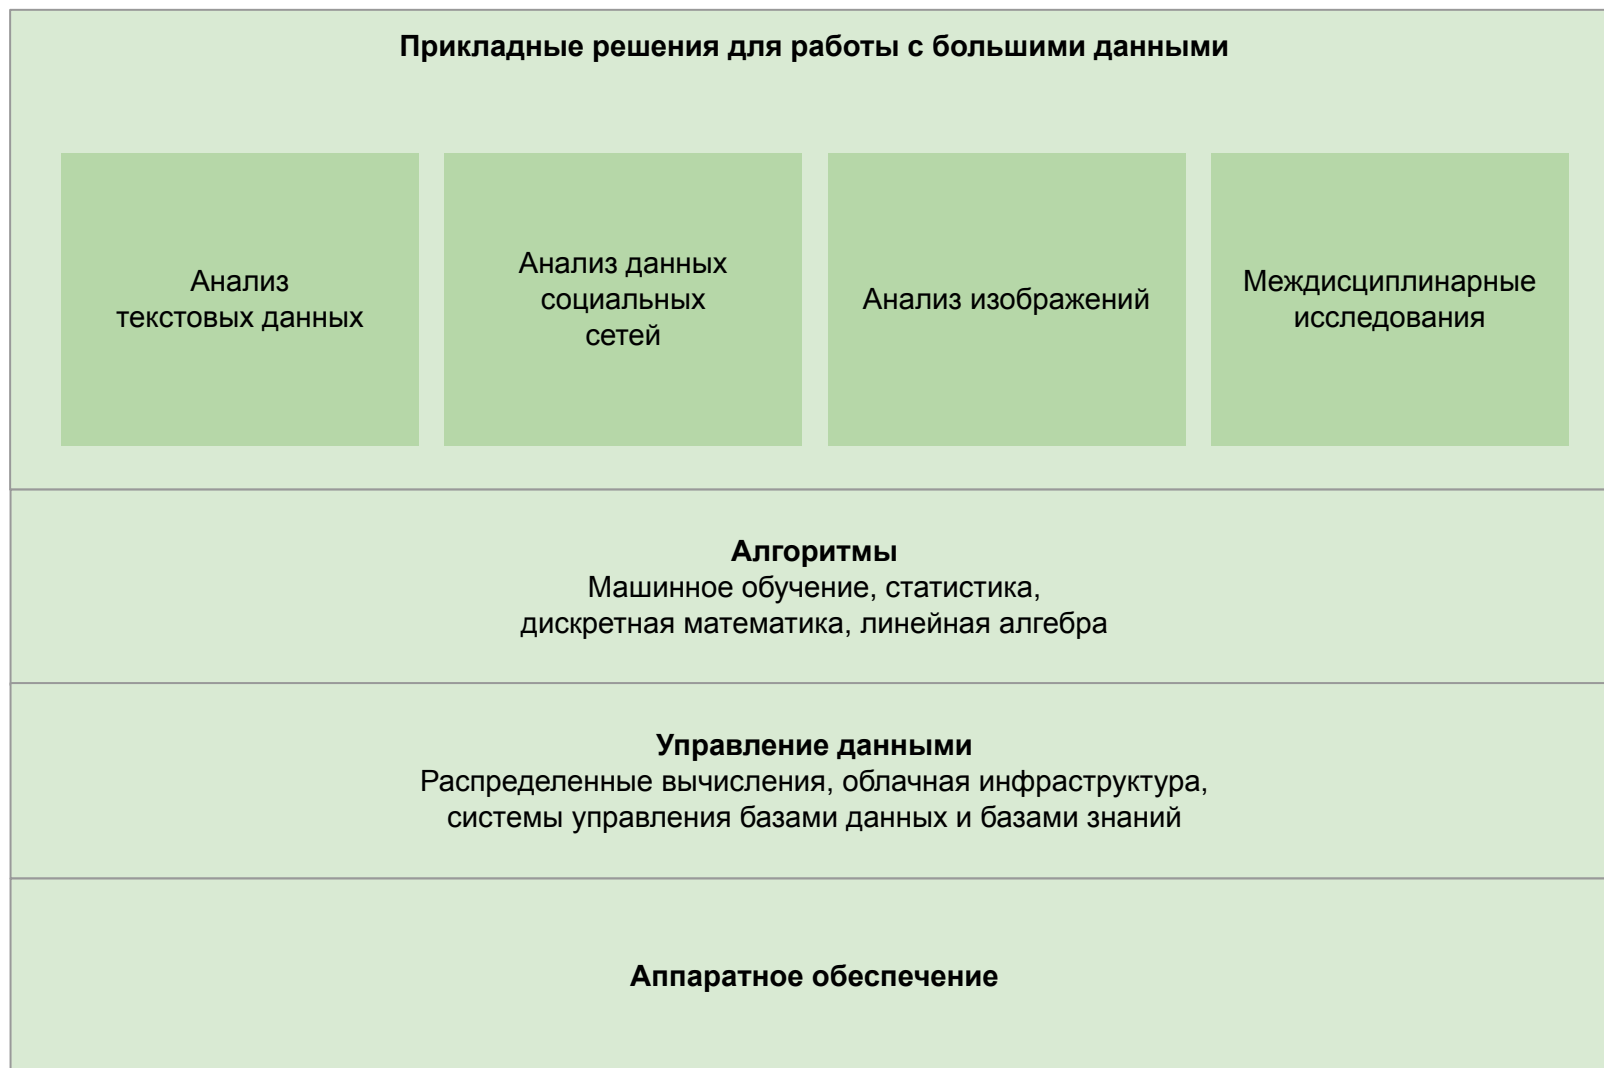 Прикладные решения для работы с большими данными
Анализ
текстовых данных
Анализ данных
социальных
сетей
Анализ изображений
Междисциплинарные
исследования
Алгоритмы
Машинное обучение, статистика,
дискретная математика, линейная алгебра
Управление данными
Распределенные вычисления, облачная инфраструктура,
системы управления базами данных и базами знаний
Аппаратное обеспечение